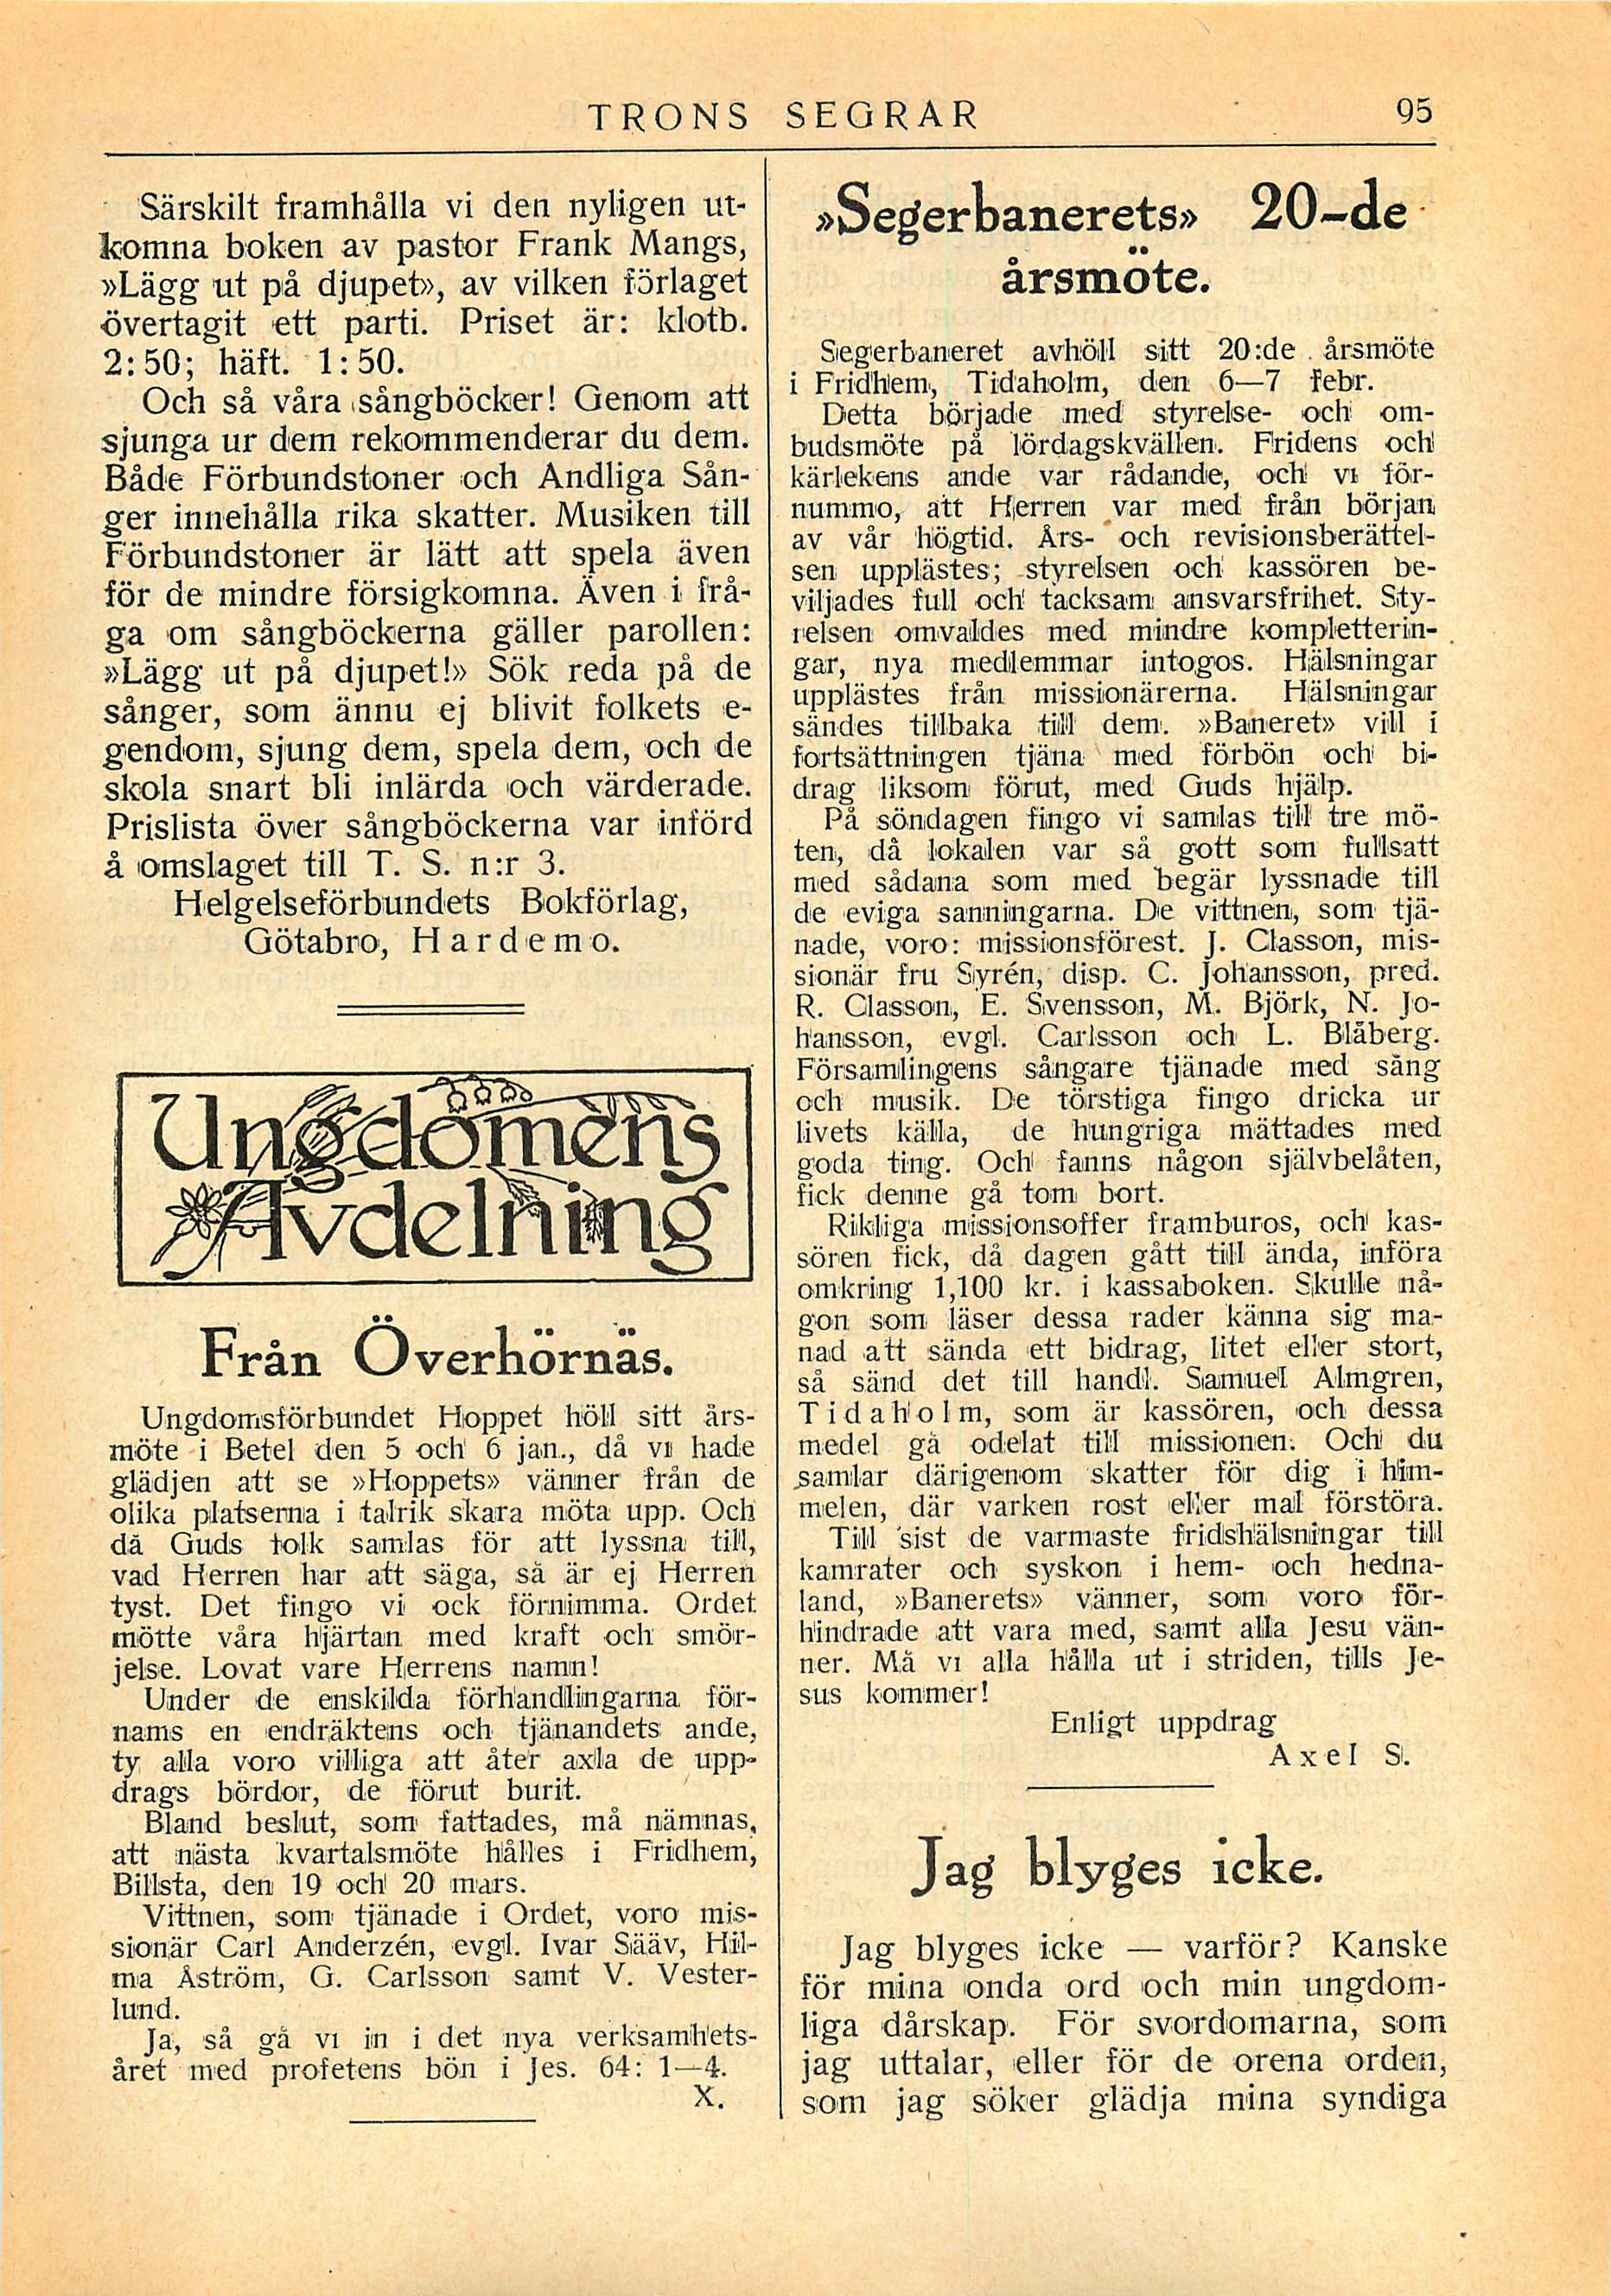 TRONS SEGRAR 95
Särskilt framhålla vi den nyligen ut-
komna boken av pastor Frank Mangs,
»Lägg ut på djupet», av vilken förlaget
övertagit ett parti. Priset är: klotb.
2:50; häft. 1:50.
Och så våra sångböcker! Genom att
sjunga ur dem rekommenderar du dem.
Både Förbundstoner och Andliga Sån-
ger innehålla rika skatter. Musiken till
Förbundstoner är lätt att spela även
för de mindre försigkomna. Även i frå-
ga om sångböckerna gäller parollen:
»Lägg ut på djupet!» Sök reda på de
sånger, som ännu ej blivit folkets e-
gendom, sjung dem, spela dem, och de
skola snart bli inlärda och värderade.
Prislista över sångböckerna var införd
å omslaget till T. S. n:r 3.
Helgelseförbundets Bokförlag,
Götabro, Hardemo.
Ungdomens
Avdelning
Från Överhörnäs.
Ungdomsförbundet Hoppet höll sitt års-
möte i Betel den 5 och 6 jan., då vi hade
glädjen att se »Hoppets» vänner från de
olika platserna i talrik skara möta upp. Och
då Guds folk samlas för att lyssna till,
vad Herren har att säga, så är ej Herren
tyst. Det fingo vi ock förnimma. Ordet
mötte våra hjärtan med kraft och smör-
jelse. Lovat vare Herrens namn!
Under de enskilda förhandlingarna för-
nams en endräktens och tjänandets ande,
ty alla voro villiga att åter axla de upp-
drags bördor, de förut burit.
Bland beslut, som fattades, må nämnas,
att nästa kvartalsmöte hålles i Fridhem,
Billsta, den 19 och 20 mars.
Vittnen, som tjänade i Ordet, voro mis-
sionär Carl Anderzén, evgl. Ivar Sääv, Hil-
ma Åström, G. Carlsson samt V. Vester-
lund.
Ja, så gå vi in i det nya verksamhets-
året med profetens bön i Jes. 64: 1—4.
X.
»Segerbanerets» 20-de
årsmöte.
Segerbaneret avhöll sitt 20:de årsmöte
i Fridhem, Tidaholm, den 6—7 febr.
Detta började med styrelse- och om-
budsmöte på lördagskvällen. Fridens och
kärlekens ande var rådande, och vi för-
nummo, att Herren var med från början
av vår högtid. Års- och revisionsberättel-
sen upplästes; styrelsen och kassören be-
viljades full och tacksam ansvarsfrihet. Sty-
relsen omvaldes med mindre kompletterin-
gar, nya medlemmar intogos. Hälsningar
upplästes från missionärerna. Hälsningar
sändes tillbaka till dem. »Baneret» vill i
fortsättningen tjäna med förbön och bi-
drag liksom förut, med Guds hjälp.
På söndagen fingo vi samlas till tre mö-
ten, då lokalen var så gott som fullsatt
med sådana som med begär lyssnade till
de eviga sanningarna. De vittnen, som tjä-
nade, voro: missionsförest. J. Classon, mis-
sionär fru Syrén, disp. C. Johansson, pred.
R. Classon, E. Svensson, M. Björk, N. Jo-
hansson, evgl. Carlsson och L. Blåberg.
Församlingens sångare tjänade med sång
och musik. De törstiga fingo dricka ur
livets källa, de hungriga mättades med
goda ting. Och fanns någon självbelåten,
fick denne gå tom bort.
Rikliga missionsoffer framburos, och kas-
sören fick, då dagen gått till ända, införa
omkring 1,100 kr. i kassaboken. Skulle nå-
gon som läser dessa rader känna sig ma-
nad att sända ett bidrag, litet eller stort,
så sänd det till handl. Samuel Almgren,
Tidaholm, som är kassören, och dessa
medel gå odelat till missionen. Och du
samlar därigenom skatter för dig i him-
melen, där varken rost eller mal förstöra.
Till sist de varmaste fridshälsningar till
kamrater och syskon i hem- och hedna-
land, »Banerets» vänner, som voro för-
hindrade att vara med, samt alla Jesu vän-
ner. Må vi alla hålla ut i striden, tills Je-
sus kommer!
Enligt uppdrag
Axel S.
Jag blyges icke.
Jag blyges icke — varför? Kanske
för mina onda ord och min ungdom-
liga dårskap. För svordomarna, som
jag uttalar, eller för de orena orden,
som jag söker glädja mina syndiga